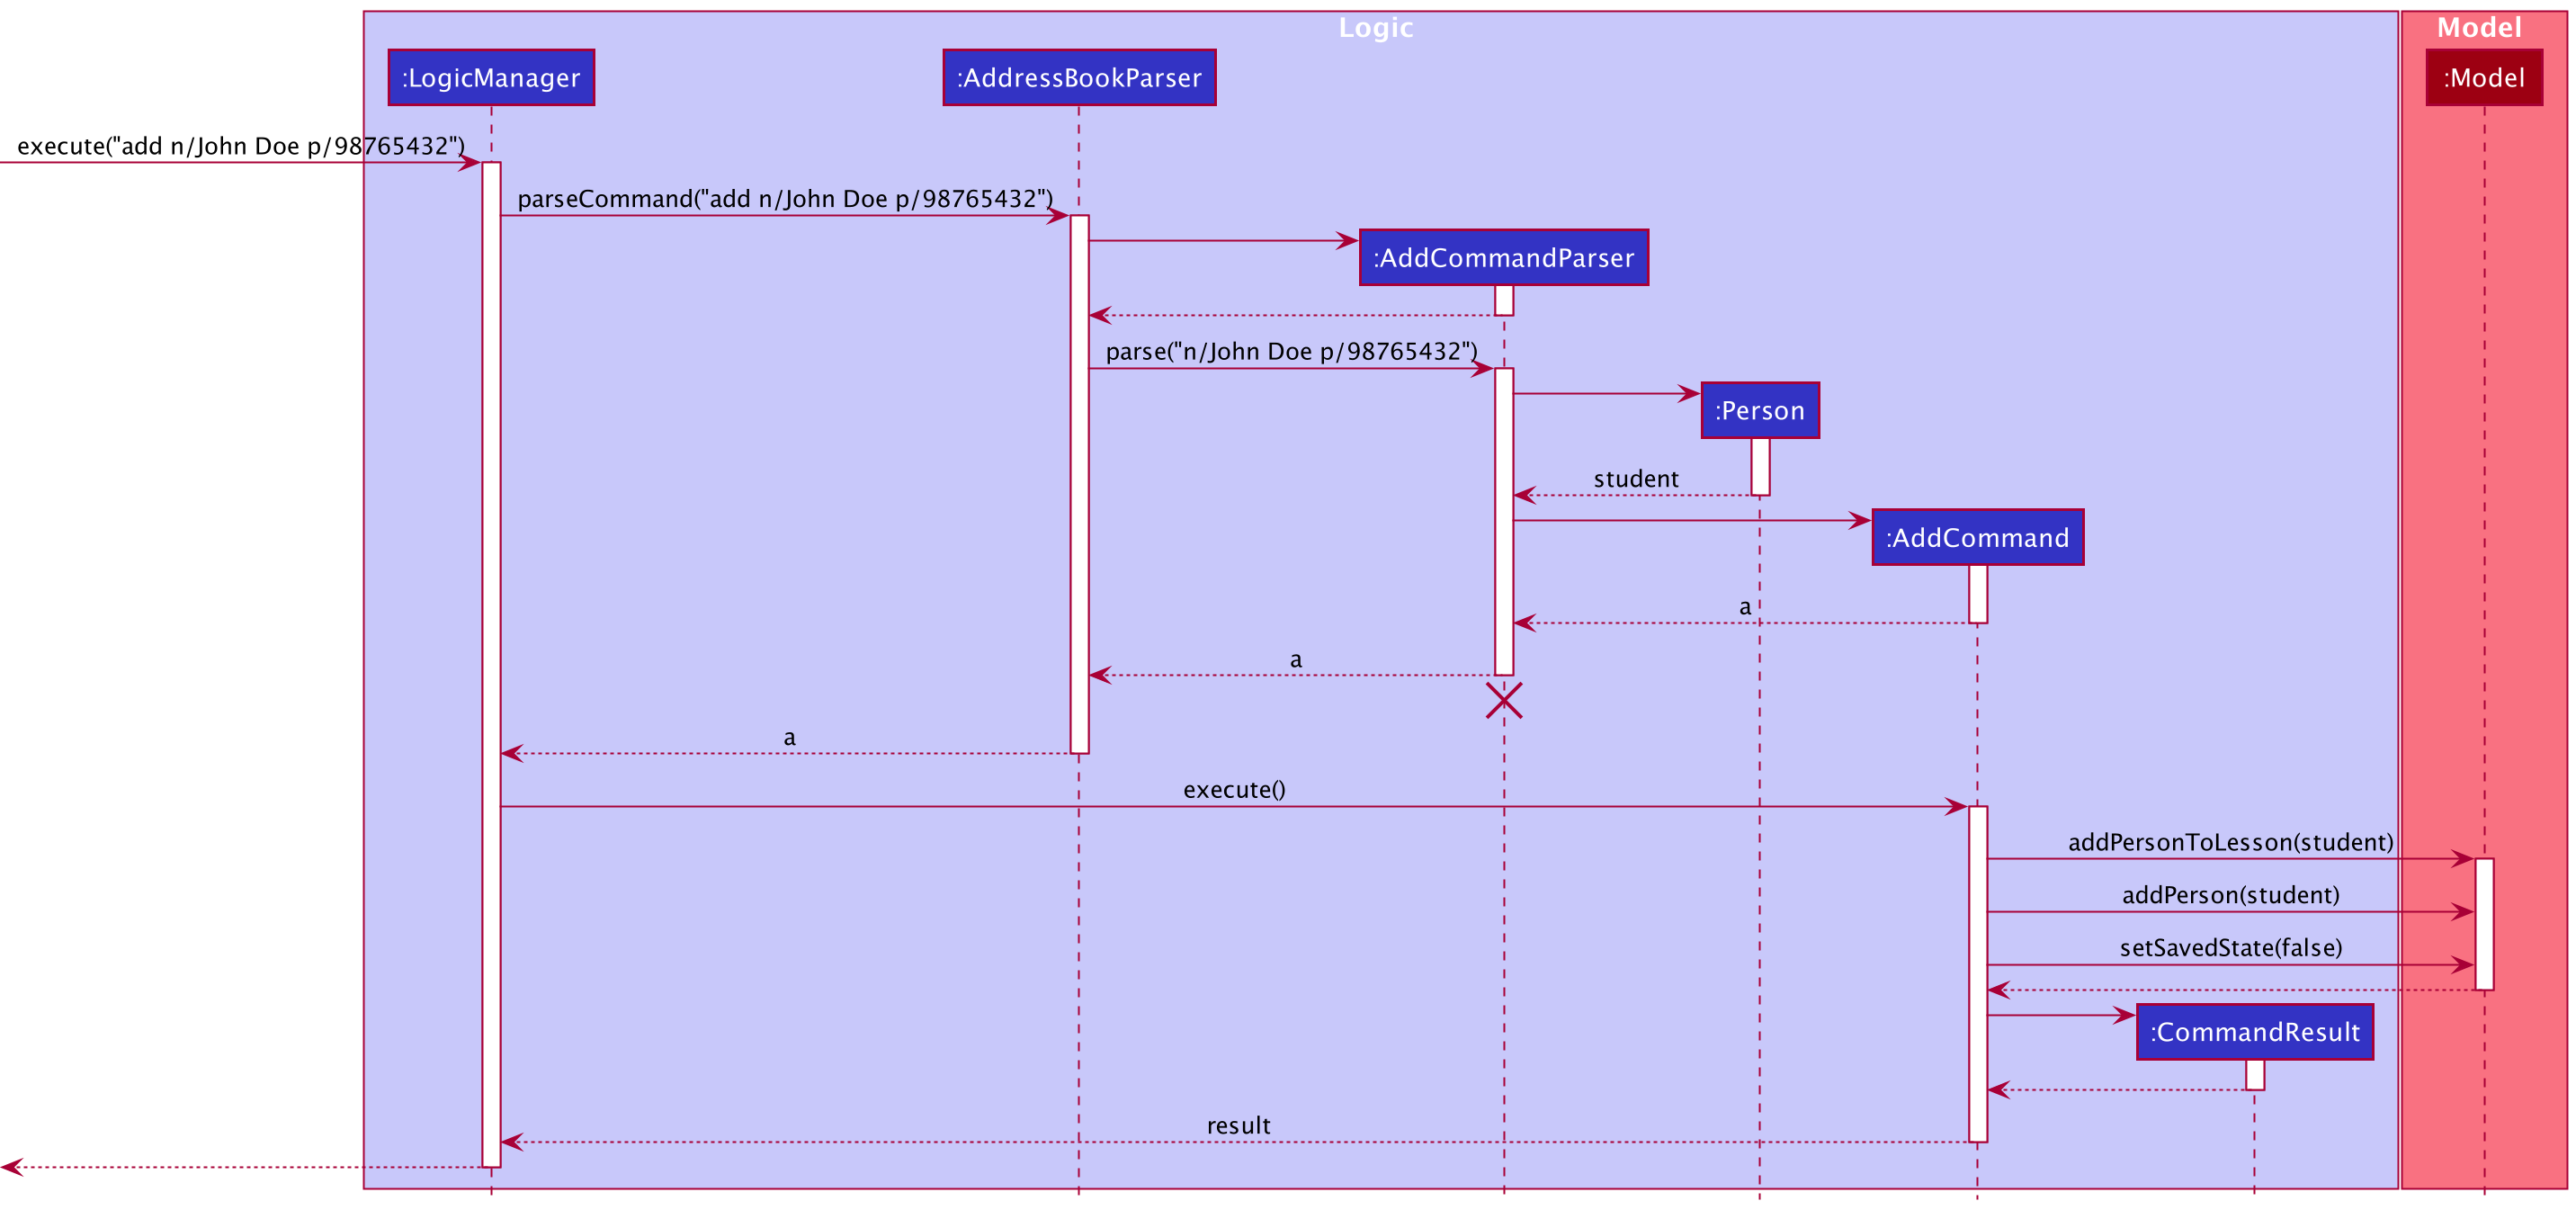 Logic
Model
:LogicManager
:AddressBookParser
:Model
execute("add n/John Doe p/98765432")
parseCommand("add n/John Doe p/98765432")
:AddCommandParser
parse("n/John Doe p/98765432")
:Person
student
:AddCommand
a
a
a
execute()
addPersonToLesson(student)
addPerson(student)
setSavedState(false)
:CommandResult
result